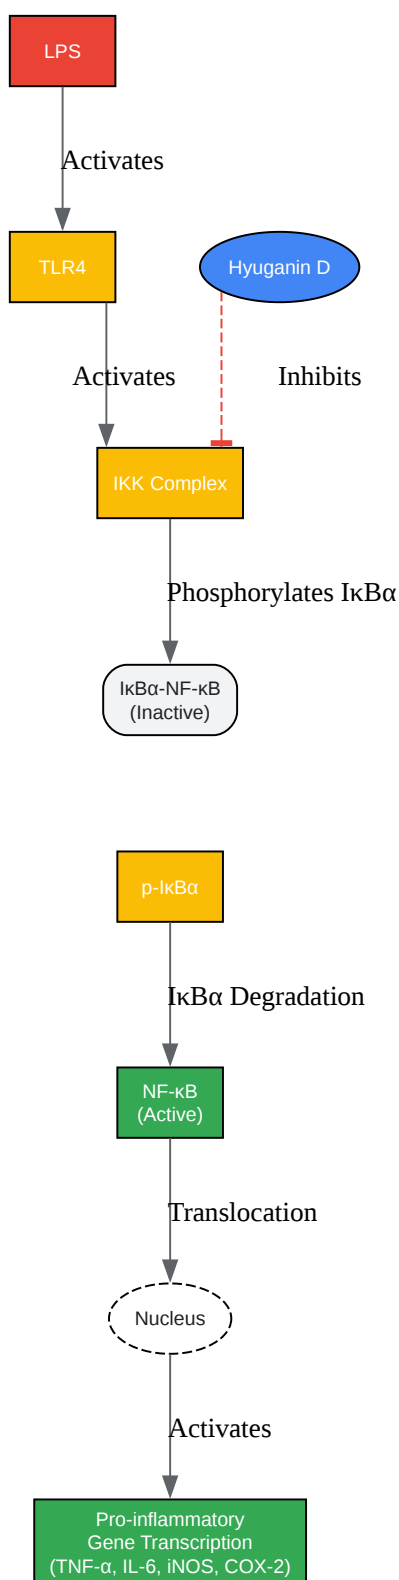 LPS
Activates
TLR4
Hyuganin D
Activates
Inhibits
IKK Complex
Phosphorylates IκBα
IκBα-NF-κB
(Inactive)
p-IκBα
IκBα Degradation
NF-κB
(Active)
Translocation
Nucleus
Activates
Pro-inflammatory
Gene Transcription
(TNF-α, IL-6, iNOS, COX-2)